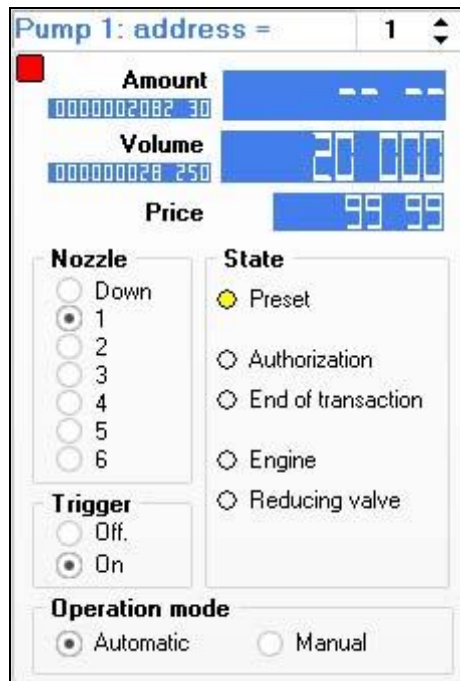 Pump 1: address = 1
Amount
-- --
0000002082 30
Volume
20 000
000000028 250
Price
99 99
Nozzle
Down
1
2
3
4
5
6
State
Preset
Authorization
End of transaction
Engine
Reducing valve
Trigger
Off.
On
Operation mode
Automatic Manual